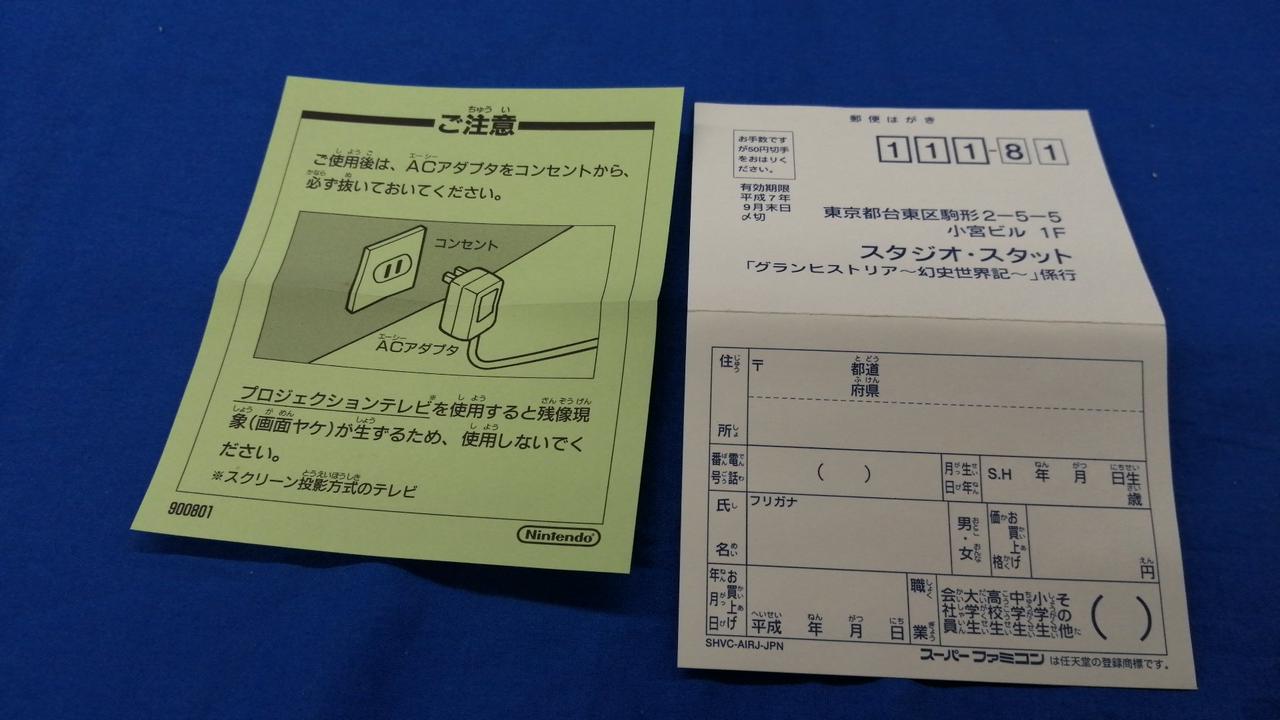 ご注意
ご使用後は、ACアダプタをコンセントから、
必ず抜いておいてください。
コンセント
ACアダプタ
プロジェクションテレビを使用すると残像現
象(画面ヤケ)が生ずるため、使用しないでく
ださい。
※スクリーン投影方式のテレビ
900801
Nintendo
郵便はがき
お手数です
が50円切手
をおはりく
ださい。
111-81
有効期限
平成7年
9月末日
〆切
東京都台東区駒形2-5-5
小宮ビル 1F
スタジオ・スタット
「グランヒストリア〜幻史世界記〜」係行
住所
〒
都道
府県
電話番号
( )
生年月日
S.H 年 月 日生
歳
氏名
フリガナ
男・女
お買上げ価格
円
お買上げ年月日
平成 年 月 日
職業
会社員 大学生 高校生 中学生 小学生 その他
( )
SHVC-AIRJ-JPN
スーパーファミコンは任天堂の登録商標です。